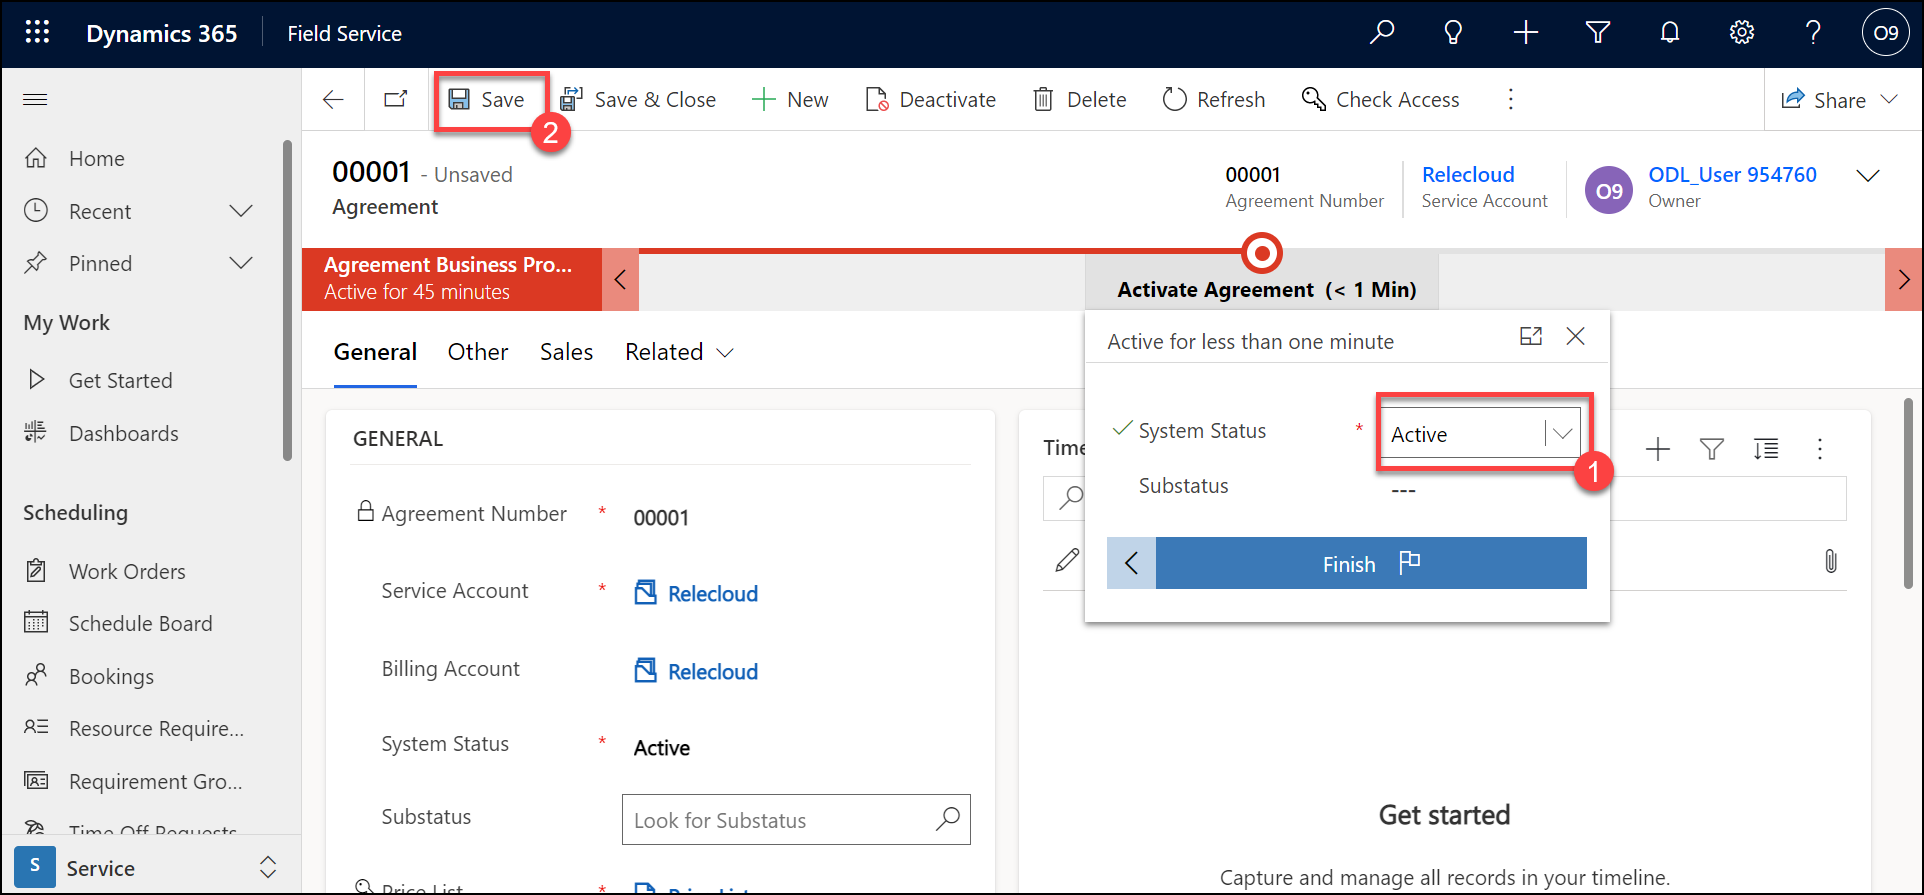 Dynamics 365
Field Service
O9
Save
Save & Close
New
Deactivate
Delete
Refresh
Check Access
Share
2
Home
Recent
Pinned
My Work
Get Started
Dashboards
Scheduling
Work Orders
Schedule Board
Bookings
Resource Require...
Requirement Gro...
Time Off Requests
S
Service
00001 - Unsaved
Agreement
00001
Agreement Number
Relecloud
Service Account
O9
ODL_User 954760
Owner
Agreement Business Pro...
Active for 45 minutes
Activate Agreement (< 1 Min)
General
Other
Sales
Related
Active for less than one minute
System Status
*
Active
1
Substatus
---
Finish
GENERAL
Agreement Number * 00001
Service Account * Relecloud
Billing Account Relecloud
System Status * Active
Substatus
Look for Substatus
Price List *
Time
Get started
Capture and manage all records in your timeline.